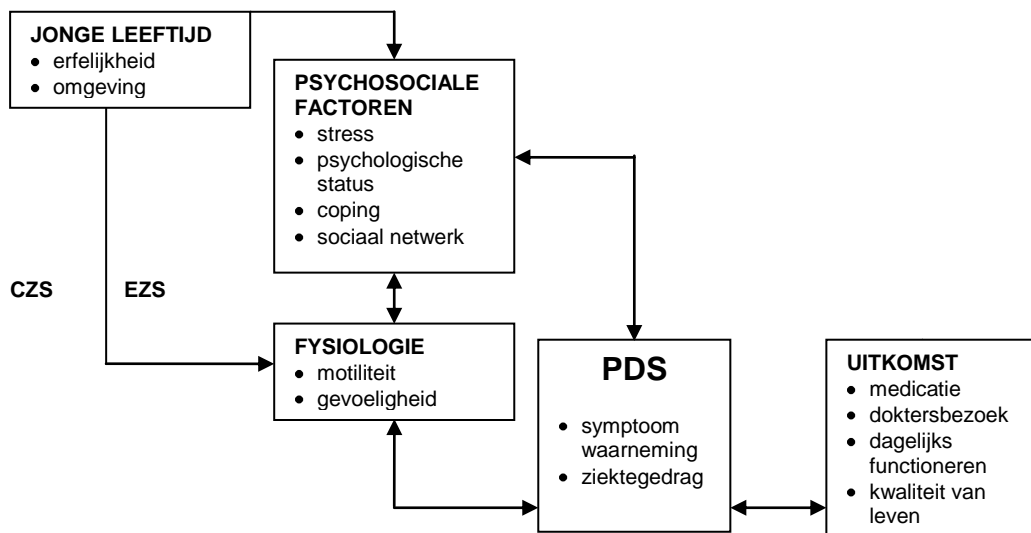 JONGE LEEFTIJD
• erfelijkheid
• omgeving
PSYCHOSOCIALE
FACTOREN
• stress
• psychologische
status
• coping
• sociaal netwerk
CZS
EZS
FYSIOLOGIE
• motiliteit
• gevoeligheid
PDS
• symptoom
waarneming
• ziektegedrag
UITKOMST
• medicatie
• doktersbezoek
• dagelijks
functioneren
• kwaliteit van
leven